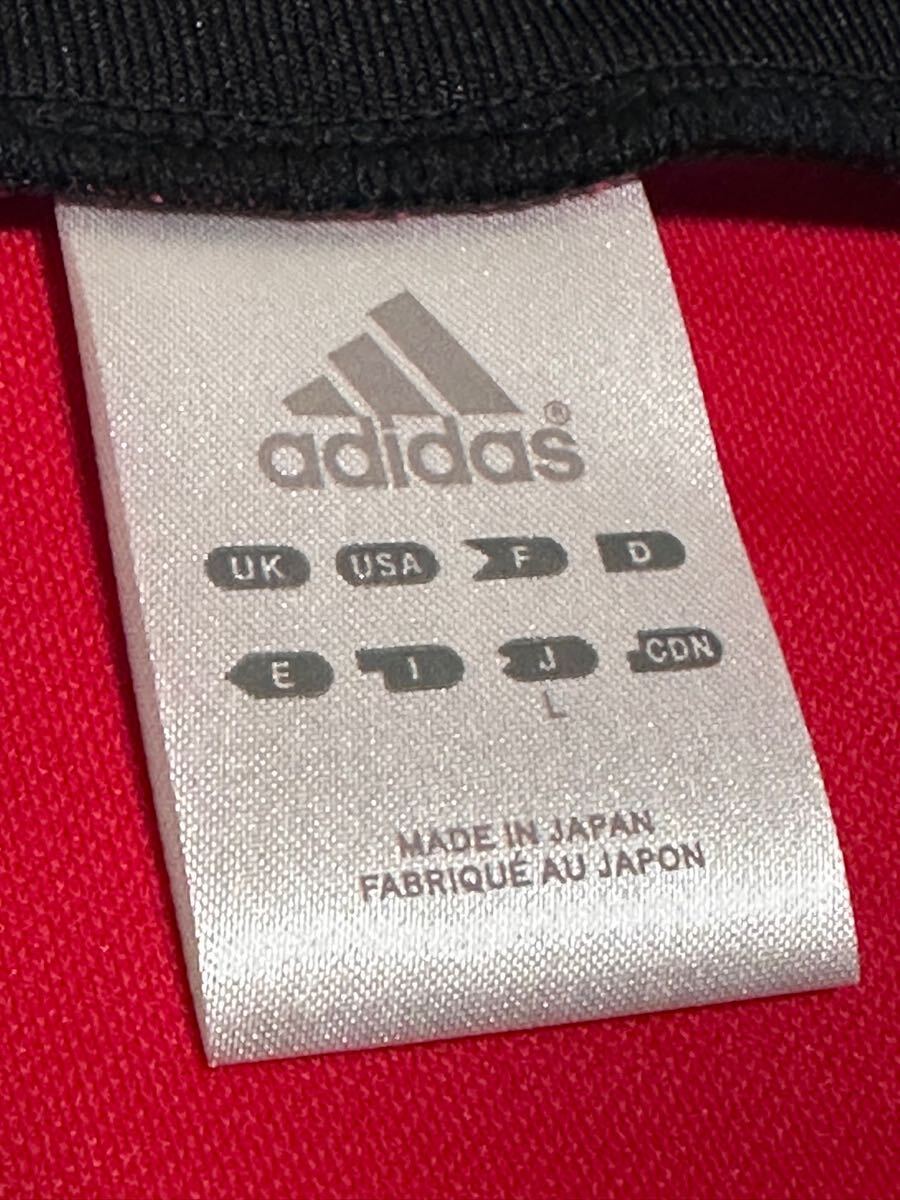 adidas®
UK USA F D
E I J CDN
L
MADE IN JAPAN
FABRIQUÉ AU JAPON